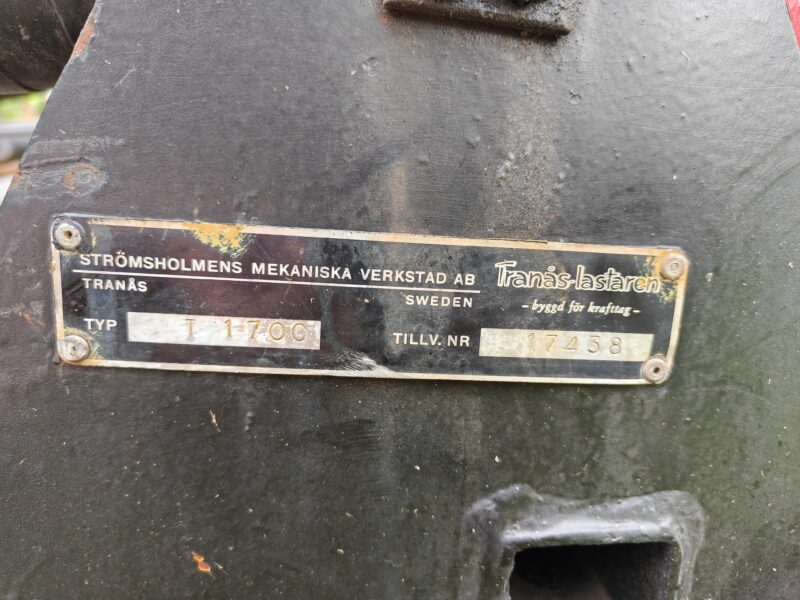 STRÖMSHOLMENS MEKANISKA VERKSTAD AB
TRANÅS
SWEDEN
Tranås-lastaren
- byggd för krafttag -
TYP T 1700
TILLV. NR 17438